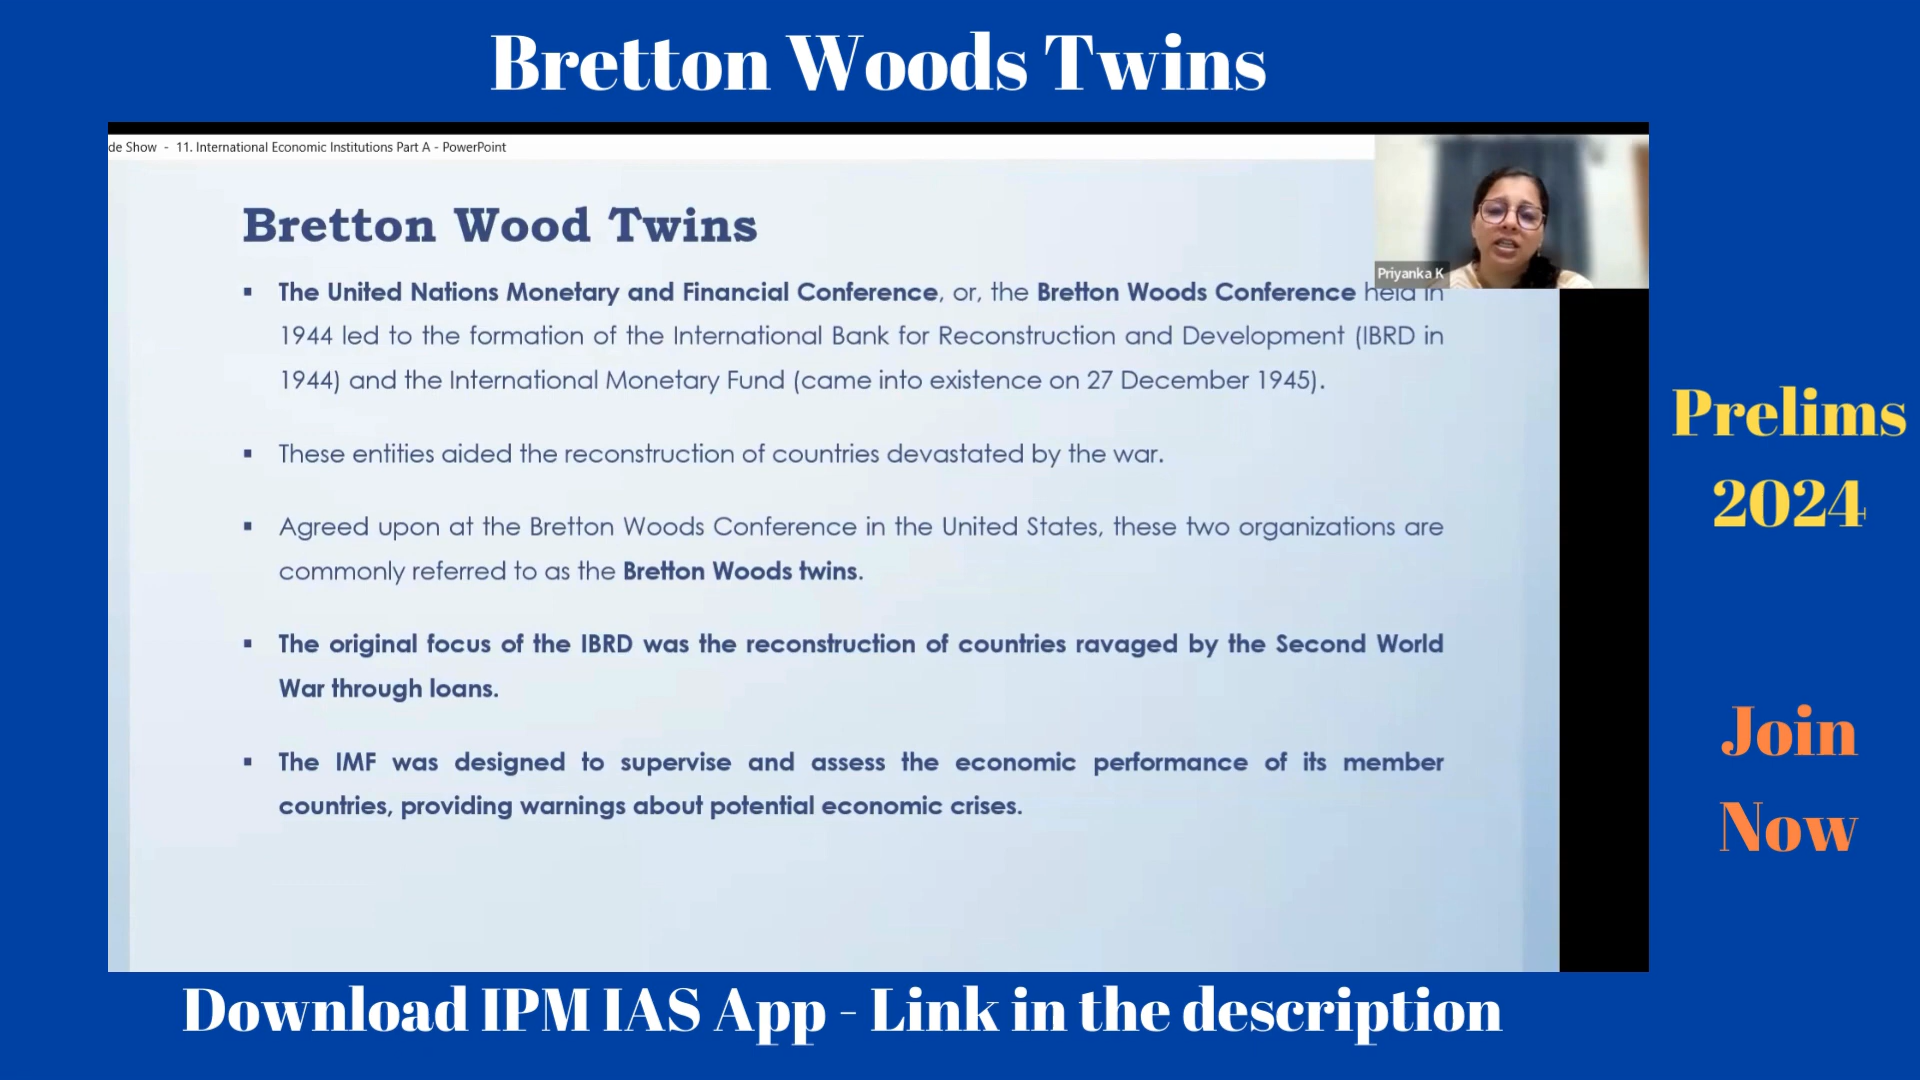 Bretton Woods Twins
de Show - 11. International Economic Institutions Part A - PowerPoint
Priyanka K
Bretton Wood Twins
▪ The United Nations Monetary and Financial Conference, or, the Bretton Woods Conference held in
1944 led to the formation of the International Bank for Reconstruction and Development (IBRD in
1944) and the International Monetary Fund (came into existence on 27 December 1945).
▪ These entities aided the reconstruction of countries devastated by the war.
▪ Agreed upon at the Bretton Woods Conference in the United States, these two organizations are
commonly referred to as the Bretton Woods twins.
▪ The original focus of the IBRD was the reconstruction of countries ravaged by the Second World
War through loans.
▪ The IMF was designed to supervise and assess the economic performance of its member
countries, providing warnings about potential economic crises.
Prelims
2024
Join
Now
Download IPM IAS App - Link in the description